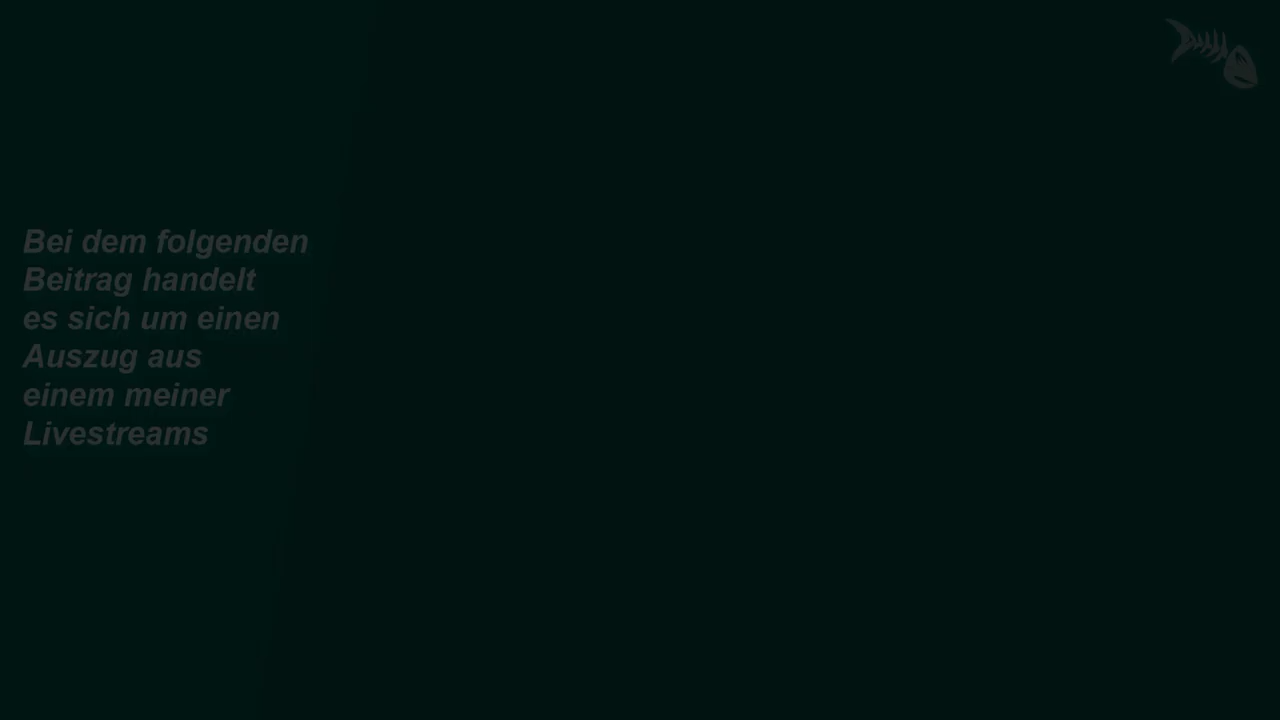 Bei dem folgenden
Beitrag handelt
es sich um einen
Auszug aus
einem meiner
Livestreams